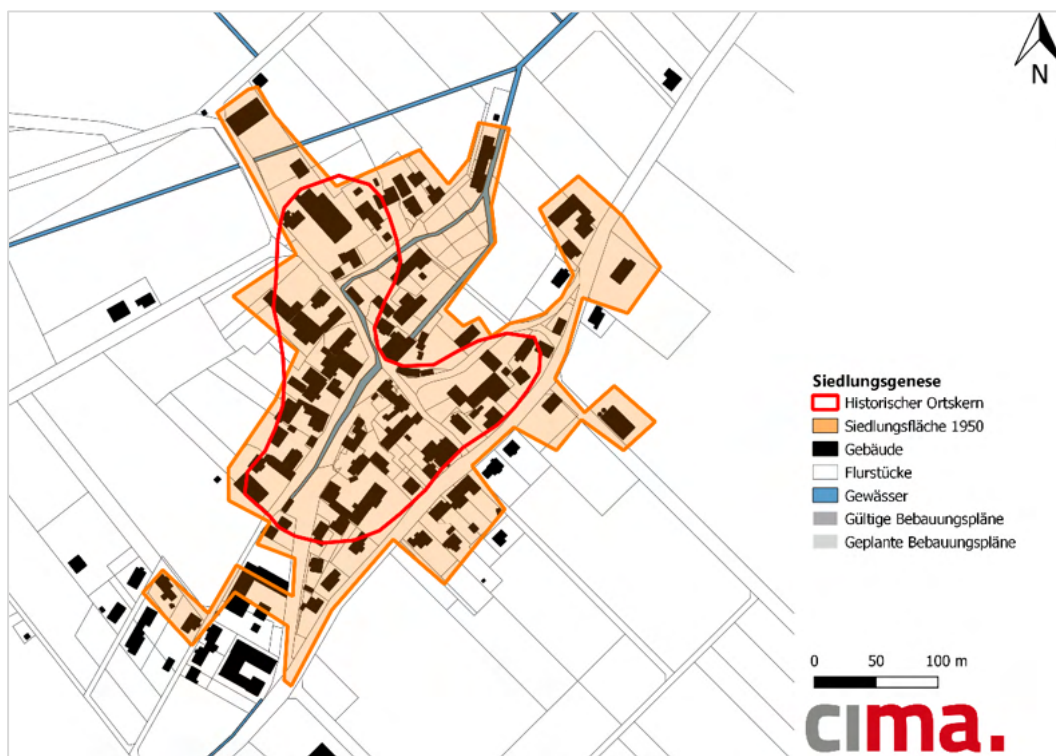 N
Siedlungsgenese
Historischer Ortskern
Siedlungsfläche 1950
Gebäude
Flurstücke
Gewässer
Gültige Bebauungspläne
Geplante Bebauungspläne
0 50 100 m
cima.